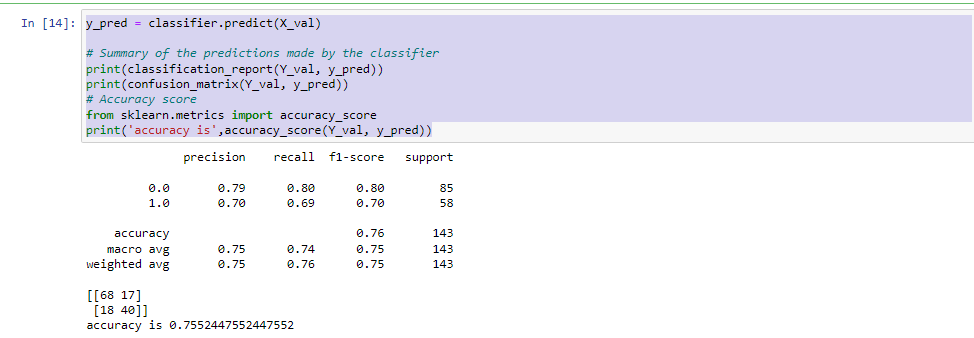 In [14]: y_pred = classifier.predict(X_val)
# Summary of the predictions made by the classifier
print(classification_report(Y_val, y_pred))
print(confusion_matrix(Y_val, y_pred))
# Accuracy score
from sklearn.metrics import accuracy_score
print('accuracy is',accuracy_score(Y_val, y_pred))
precision recall f1-score support
0.0 0.79 0.80 0.80 85
1.0 0.70 0.69 0.70 58
accuracy 0.76 143
macro avg 0.75 0.74 0.75 143
weighted avg 0.75 0.76 0.75 143
[[68 17]
[18 40]]
accuracy is 0.7552447552447552